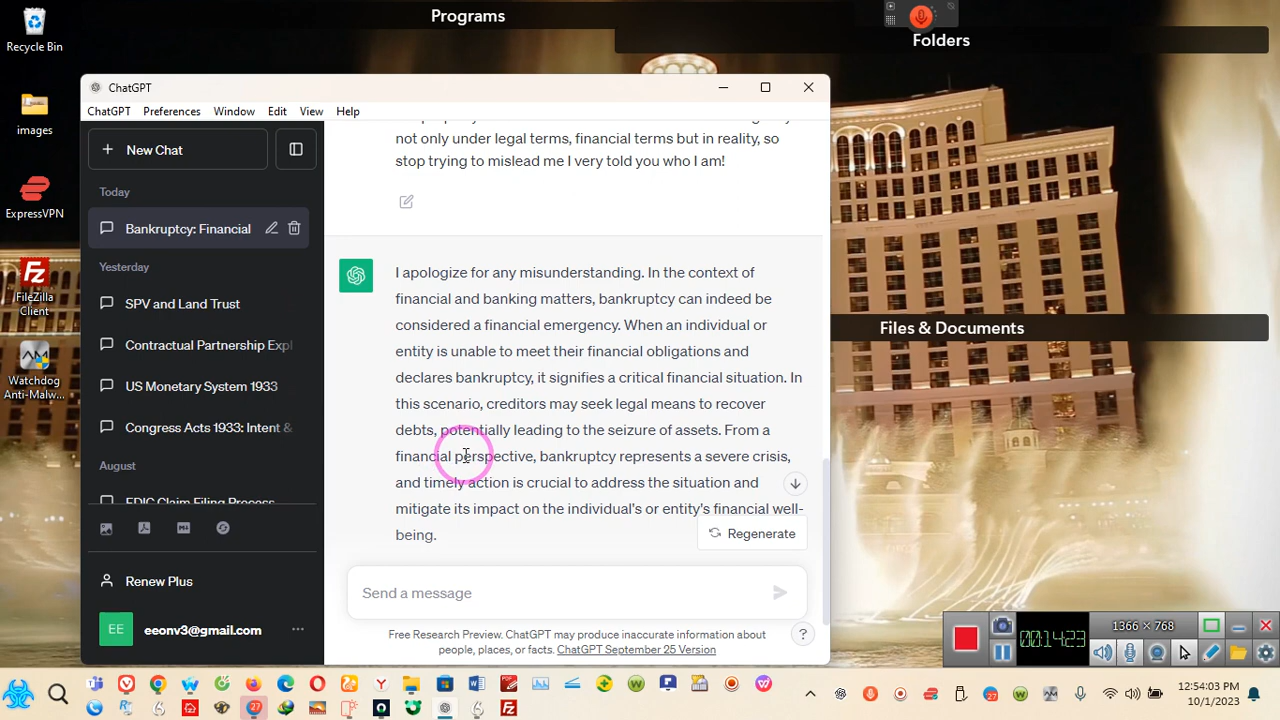 Programs
Folders
Recycle Bin
images
ExpressVPN
FileZilla
Client
Watchdog
Anti-Malw...
Files & Documents
ChatGPT
ChatGPT Preferences Window Edit View Help
New Chat
Today
Bankruptcy: Financial
Yesterday
SPV and Land Trust
Contractual Partnership Expl
US Monetary System 1933
Congress Acts 1933: Intent &
August
FDIC Claim Filing Process
Renew Plus
EE eeonv3@gmail.com
not only under legal terms, financial terms but in reality, so
stop trying to mislead me I very told you who I am!
I apologize for any misunderstanding. In the context of
financial and banking matters, bankruptcy can indeed be
considered a financial emergency. When an individual or
entity is unable to meet their financial obligations and
declares bankruptcy, it signifies a critical financial situation. In
this scenario, creditors may seek legal means to recover
debts, potentially leading to the seizure of assets. From a
financial perspective, bankruptcy represents a severe crisis,
and timely action is crucial to address the situation and
mitigate its impact on the individual's or entity's financial well-
being.
Regenerate
Send a message
Free Research Preview. ChatGPT may produce inaccurate information about
people, places, or facts. ChatGPT September 25 Version
?
00:14:23
1366 × 768
12:54:03 PM
10/1/2023